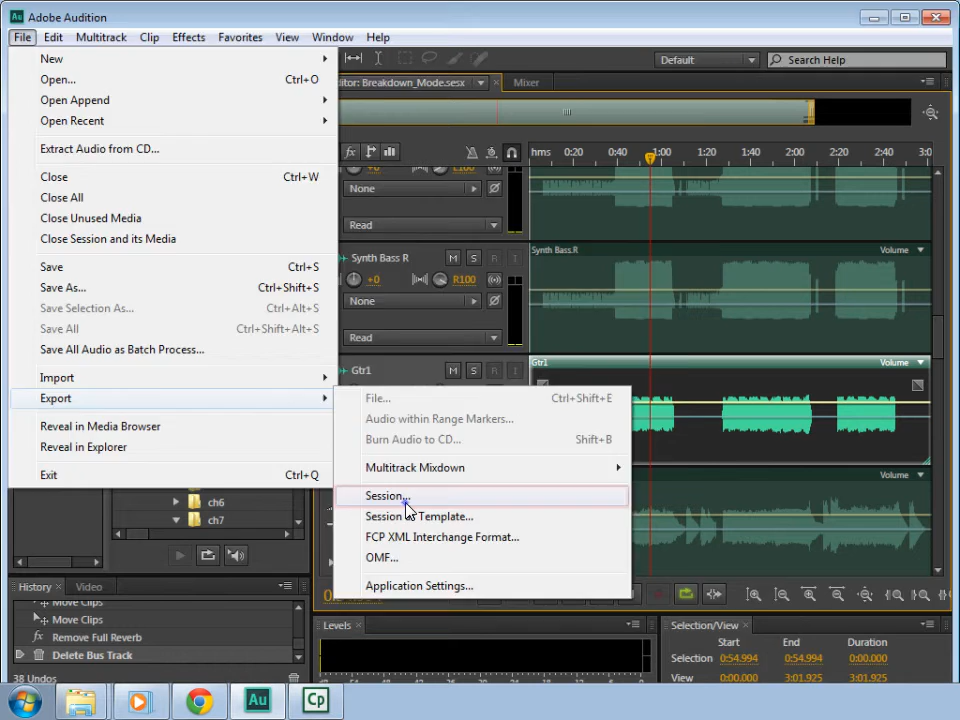 Au Adobe Audition
File Edit Multitrack Clip Effects Favorites View Window Help
New
Open... Ctrl+O
Open Append
Open Recent
Extract Audio from CD...
Close Ctrl+W
Close All
Close Unused Media
Close Session and its Media
Save Ctrl+S
Save As... Ctrl+Shift+S
Save Selection As... Ctrl+Alt+S
Save All Ctrl+Shift+Alt+S
Save All Audio as Batch Process...
Import
Export
Reveal in Media Browser
Reveal in Explorer
Exit Ctrl+Q
File... Ctrl+Shift+E
Audio within Range Markers...
Burn Audio to CD... Shift+B
Multitrack Mixdown
Session...
Session Template...
FCP XML Interchange Format...
OMF...
Application Settings...
Default
Search Help
itor: Breakdown_Mode.sesx
Mixer
fx
hms 0:20 0:40 1:00 1:20 1:40 2:00 2:20 2:40 3:0
None
Read
Synth Bass R M S R I
+0 R100
None
Read
Synth Bass.R Volume
Gtr1 M S R I
Gtr1 Volume
Volume
ch6
ch7
History Video
Move Clips
Move Clips
fx Remove Full Reverb
Delete Bus Track
38 Undos
Levels
Selection/View
Start End Duration
Selection 0:54.994 0:54.994 0:00.000
View 3:01.925 3:01.925
Au Cp